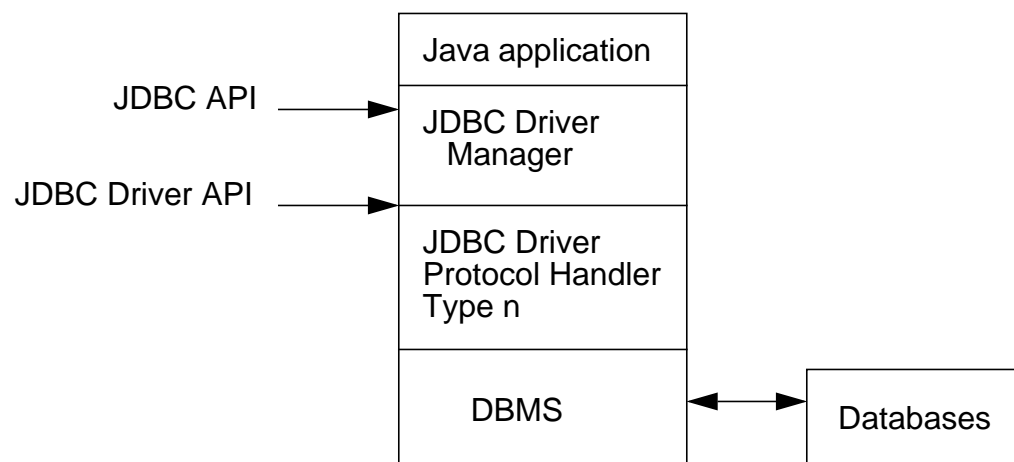 Java application
JDBC API
JDBC Driver
Manager
JDBC Driver API
JDBC Driver
Protocol Handler
Type n
DBMS
Databases